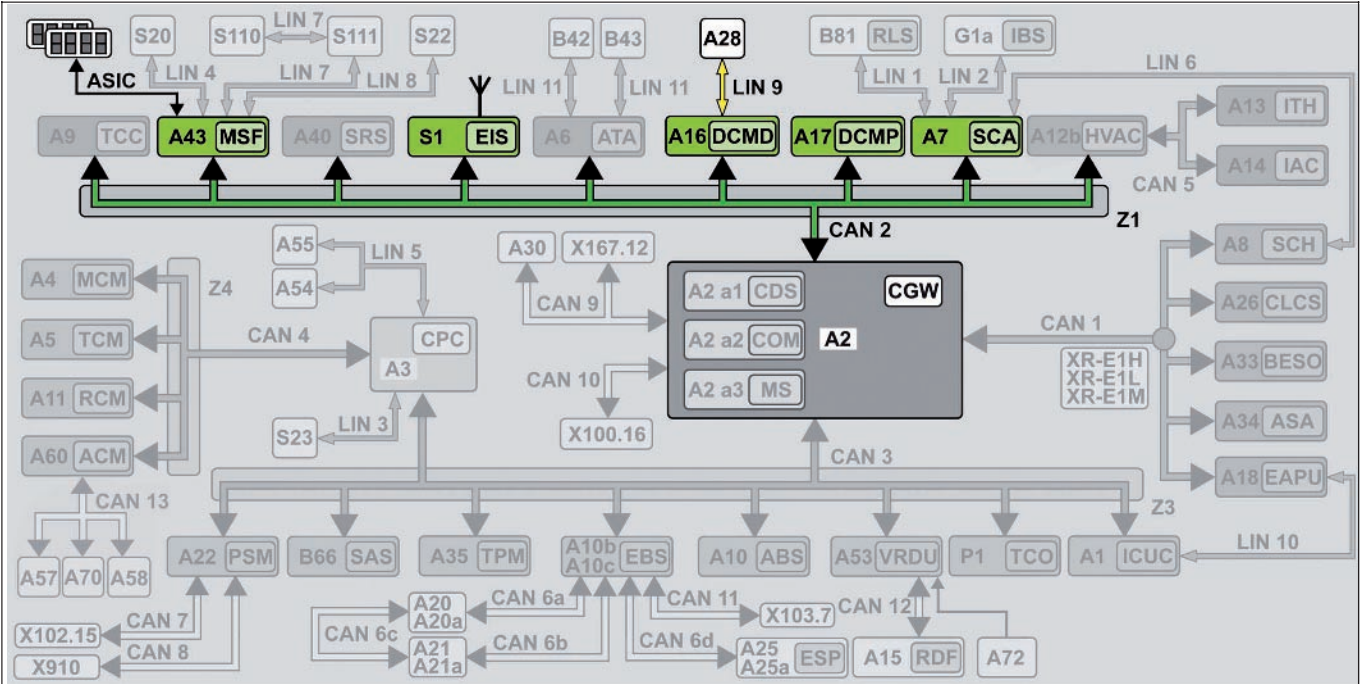 S20
LIN 7
S110
S111
S22
B42
B43
A28
B81 RLS
G1a IBS
LIN 6
ASIC
LIN 4
LIN 7
LIN 8
LIN 11
LIN 11
LIN 9
LIN 1
LIN 2
A9 TCC
A43 MSF
A40 SRS
S1 EIS
A6 ATA
A16 DCMD
A17 DCMP
A7 SCA
A12b HVAC
A13 ITH
A14 IAC
CAN 5
Z1
CAN 2
A55
LIN 5
A54
A30
X167.12
CAN 9
A2 a1 CDS
CGW
A2 a2 COM
A2
A2 a3 MS
CAN 10
X100.16
CAN 1
XR-E1H
XR-E1L
XR-E1M
A8 SCH
A26 CLCS
A33 BESO
A34 ASA
A18 EAPU
A4 MCM
Z4
A5 TCM
CAN 4
CPC
A3
A11 RCM
A60 ACM
S23
LIN 3
CAN 3
Z3
CAN 13
A57
A70
A58
A22 PSM
B66 SAS
A35 TPM
A10b
A10c
EBS
A10 ABS
A53 VRDU
P1 TCO
A1 ICUC
LIN 10
CAN 7
X102.15
CAN 8
X910
CAN 6c
A20
A20a
CAN 6a
A21
A21a
CAN 6b
CAN 11
X103.7
CAN 6d
A25
A25a
ESP
CAN 12
A15 RDF
A72